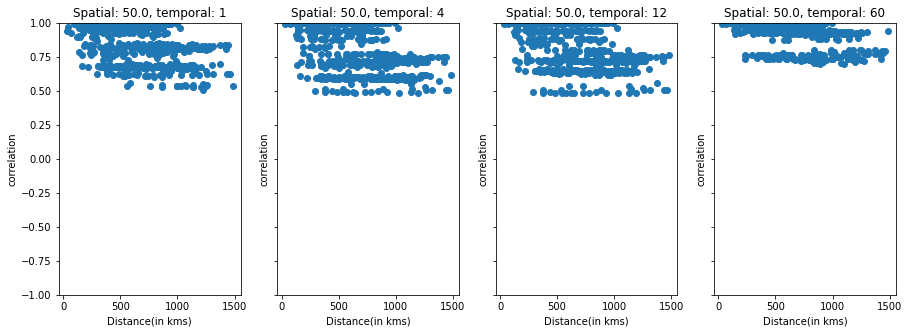 Spatial: 50.0, temporal: 1
Spatial: 50.0, temporal: 4
Spatial: 50.0, temporal: 12
Spatial: 50.0, temporal: 60
1.00
0.75
0.50
0.25
0.00
−0.25
−0.50
−0.75
−1.00
correlation
correlation
correlation
correlation
0 500 1000 1500
0 500 1000 1500
0 500 1000 1500
0 500 1000 1500
Distance(in kms)
Distance(in kms)
Distance(in kms)
Distance(in kms)